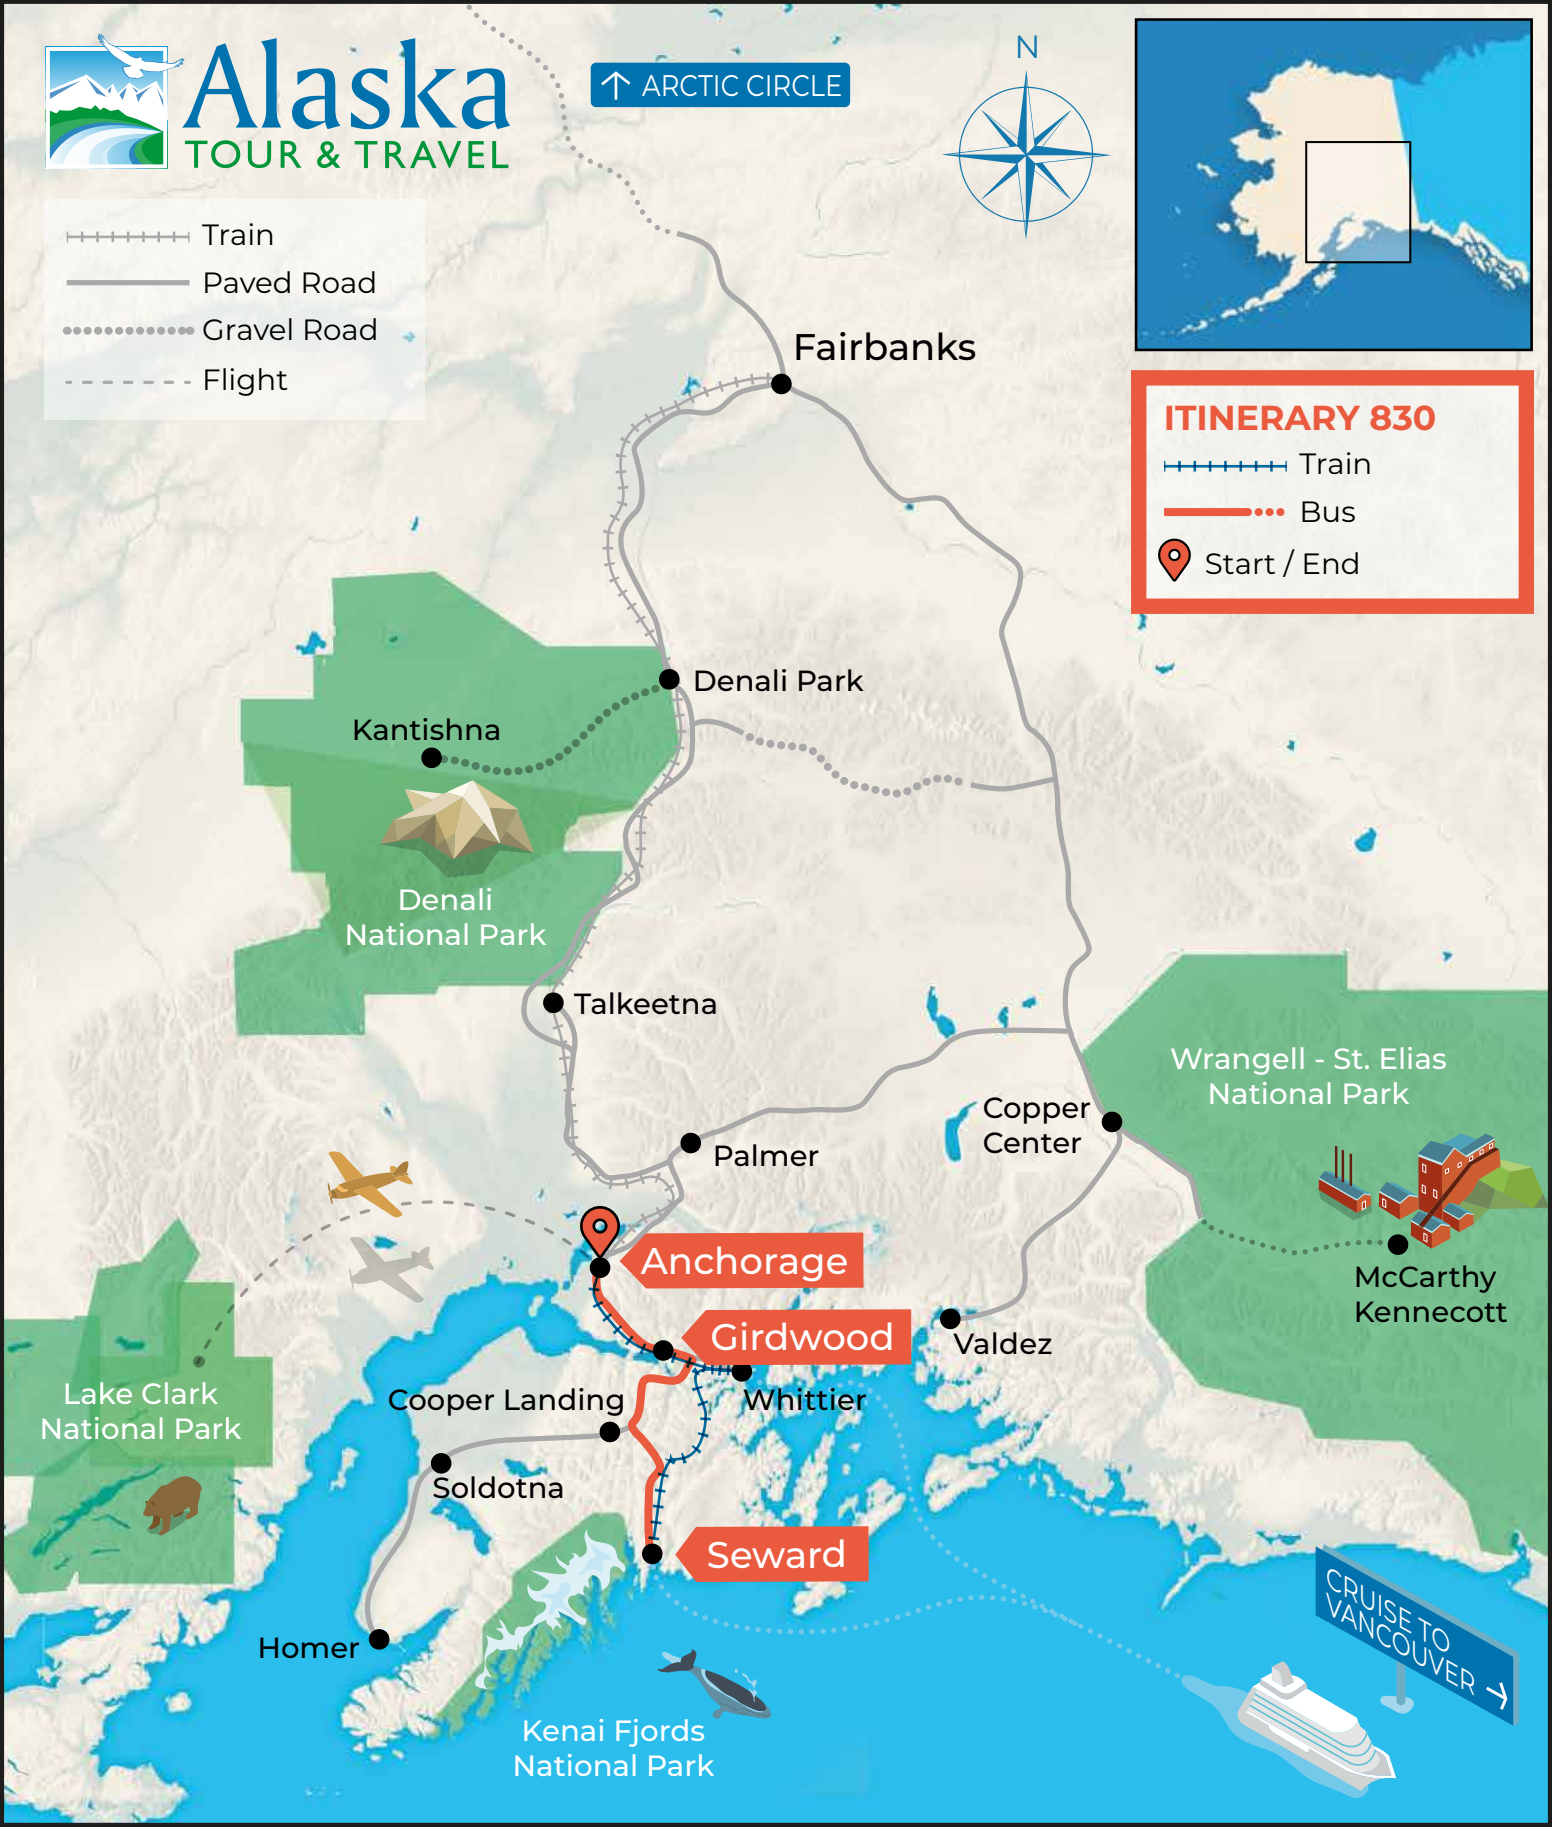 Alaska
TOUR & TRAVEL
↑ ARCTIC CIRCLE
N
Train
Paved Road
Gravel Road
Flight
ITINERARY 830
Train
Bus
Start / End
Fairbanks
Denali Park
Kantishna
Denali
National Park
Talkeetna
Wrangell - St. Elias
National Park
Copper
Center
Palmer
McCarthy
Kennecott
Anchorage
Girdwood
Valdez
Whittier
Cooper Landing
Lake Clark
National Park
Soldotna
Seward
Homer
Kenai Fjords
National Park
CRUISE TO
VANCOUVER →